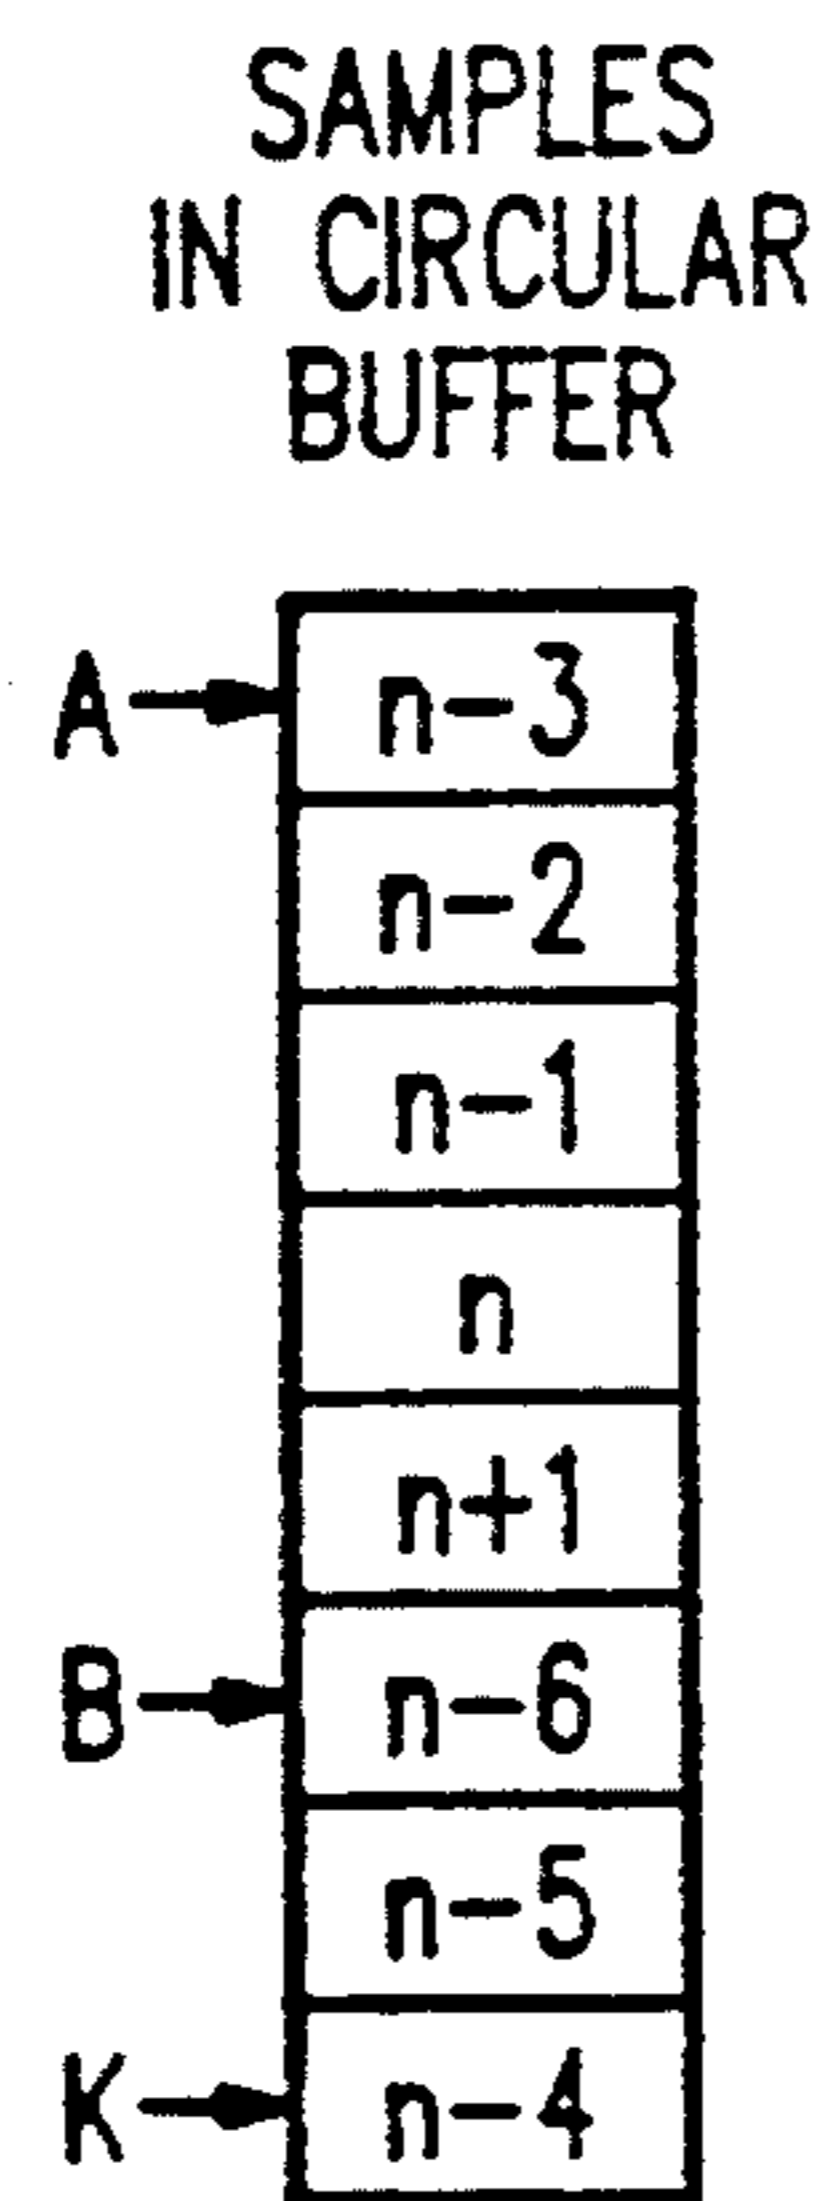 SAMPLES
IN CIRCULAR
BUFFER
A n-3
n-2
n-1
n
n+1
B n-6
n-5
K n-4